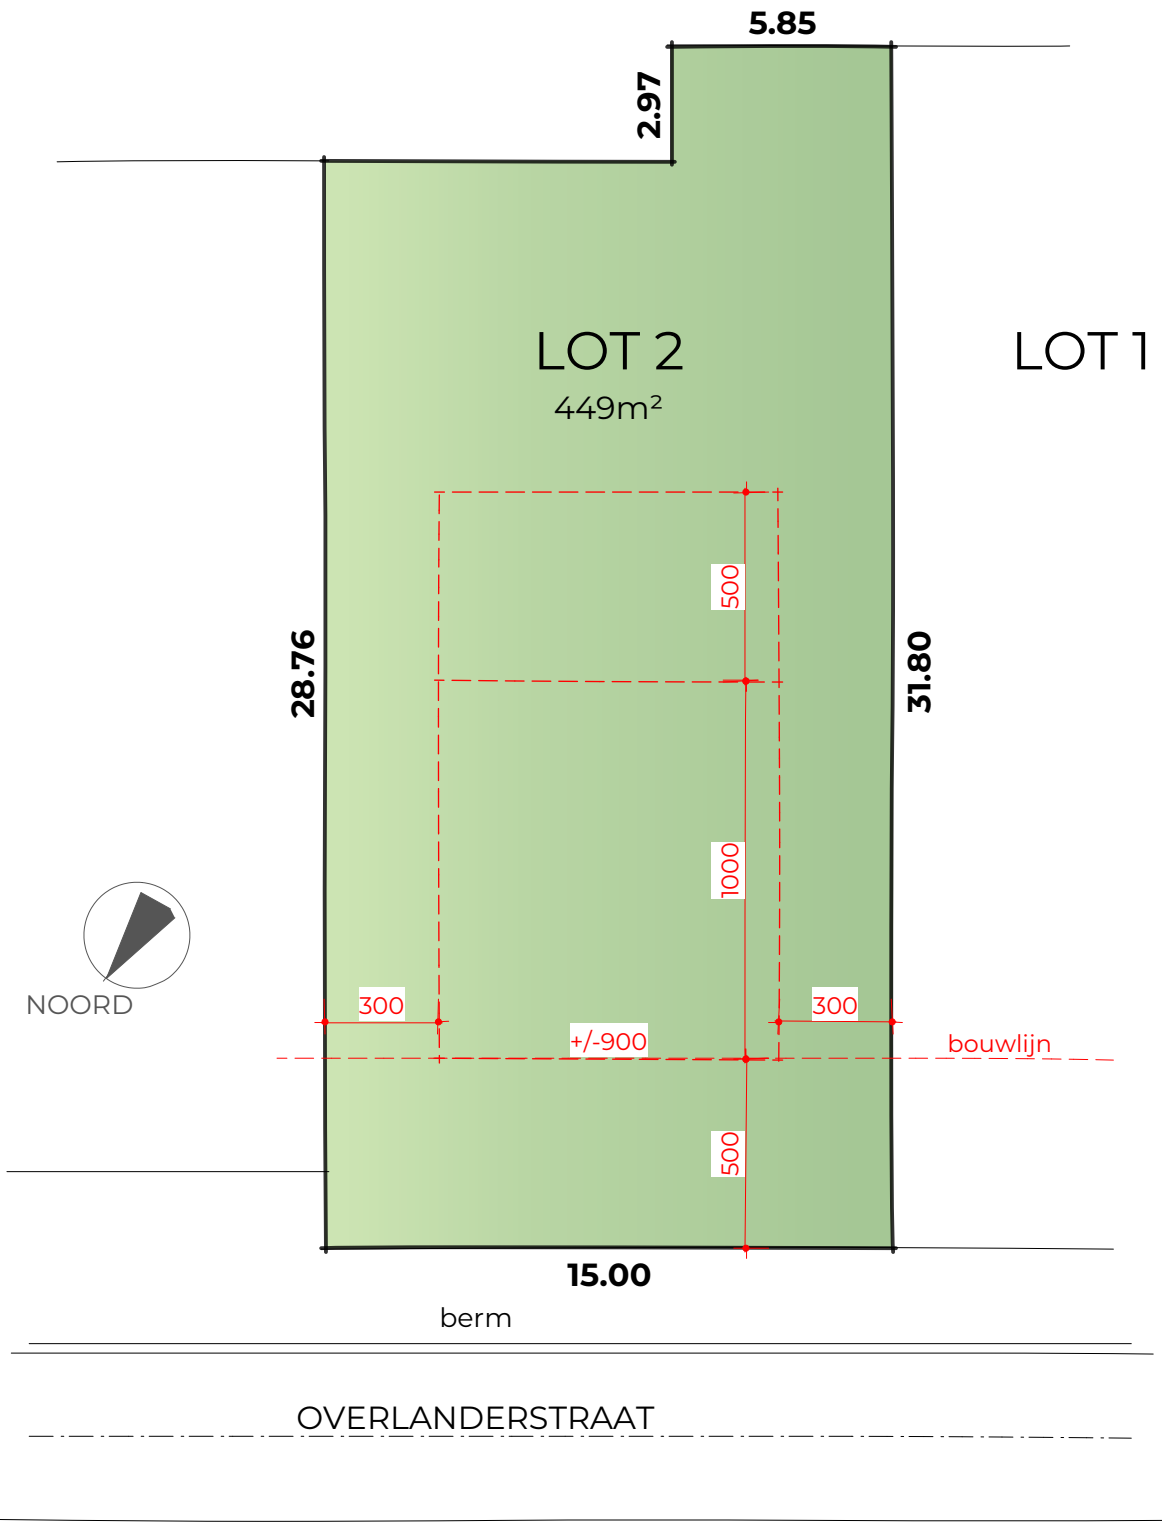 5.85
2.97
LOT 2
449m²
LOT 1
500
28.76
31.80
1000
NOORD
300
300
+/-900
bouwlijn
500
15.00
berm
OVERLANDERSTRAAT